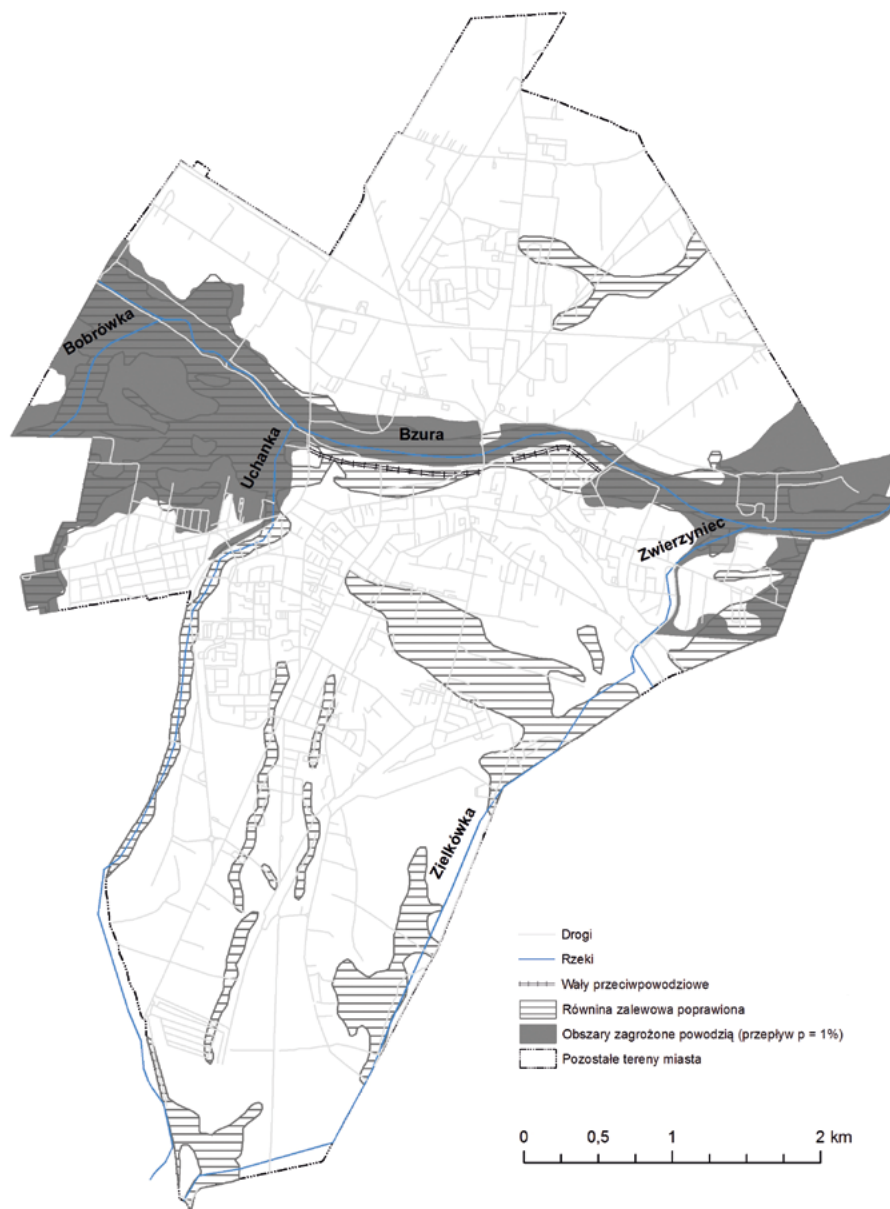 Bobrówka
Uchanka
Bzura
Zwierzyniec
Zielkówka
Drogi
Rzeki
Wały przeciwpowodziowe
Równina zalewowa poprawiona
Obszary zagrożone powodzią (przepływ p = 1%)
Pozostałe tereny miasta
0 0,5 1 2 km